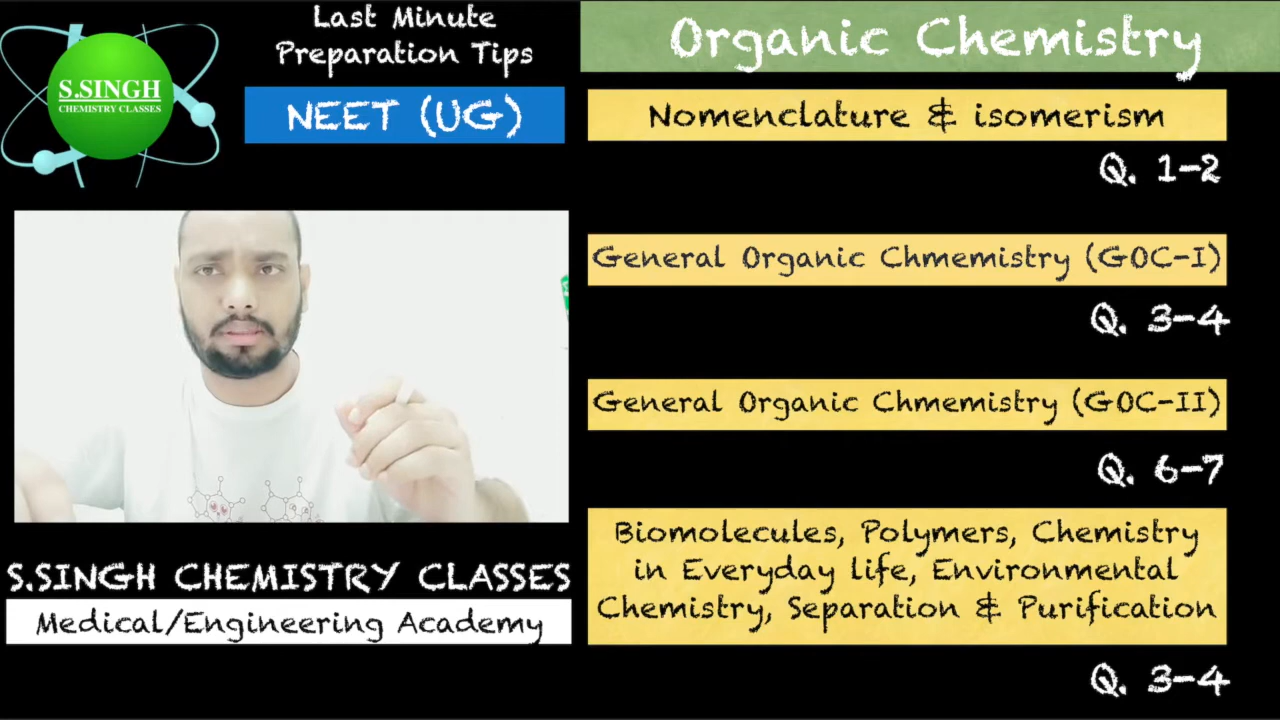 S.SINGH
CHEMISTRY CLASSES
Last Minute
Preparation Tips
NEET (UG)
S.SINGH CHEMISTRY CLASSES
Medical/Engineering Academy
Organic Chemistry
Nomenclature & isomerism
Q. 1-2
General Organic Chmemistry (GOC-I)
Q. 3-4
General Organic Chmemistry (GOC-II)
Q. 6-7
Biomolecules, Polymers, Chemistry
in Everyday life, Environmental
Chemistry, Separation & Purification
Q. 3-4